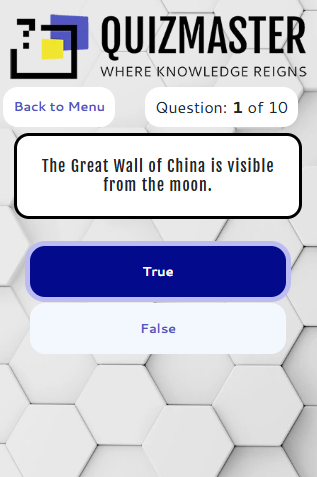 QUIZMASTER
WHERE KNOWLEDGE REIGNS
Back to Menu
Question: 1 of 10
The Great Wall of China is visible
from the moon.
True
False